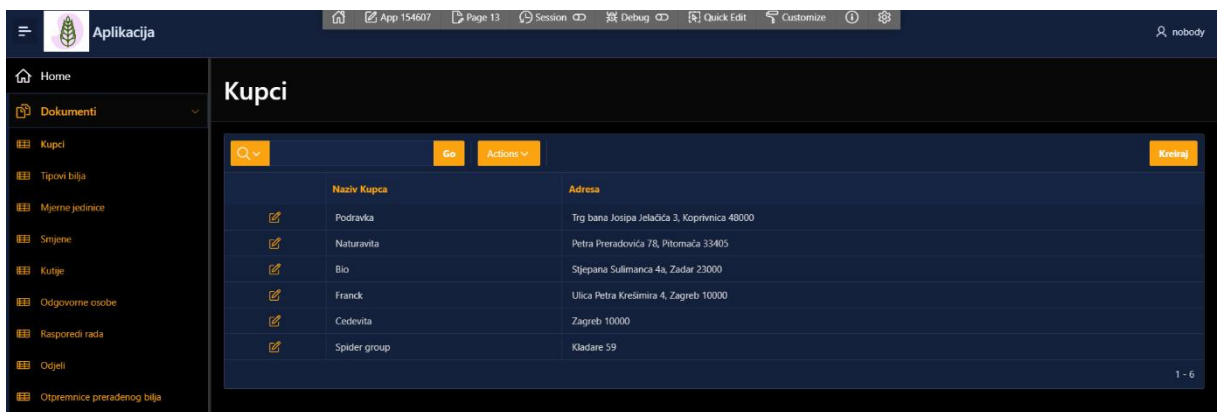 App 154607 Page 13 Session Debug Quick Edit Customize
Aplikacija
nobody
Home
Dokumenti
Kupci
Tipovi bilja
Mjerne jedinice
Smjene
Kutije
Odgovorne osobe
Rasporedi rada
Odjeli
Otpremnice prerađenog bilja
Kupci
Go Actions Kreiraj
Naziv Kupca Adresa
Podravka Trg bana Josipa Jelačića 3, Koprivnica 48000
Naturavita Petra Preradovića 78, Pitomača 33405
Bio Stjepana Sulimanca 4a, Zadar 23000
Franck Ulica Petra Krešimira 4, Zagreb 10000
Cedevita Zagreb 10000
Spider group Kladare 59
1 - 6